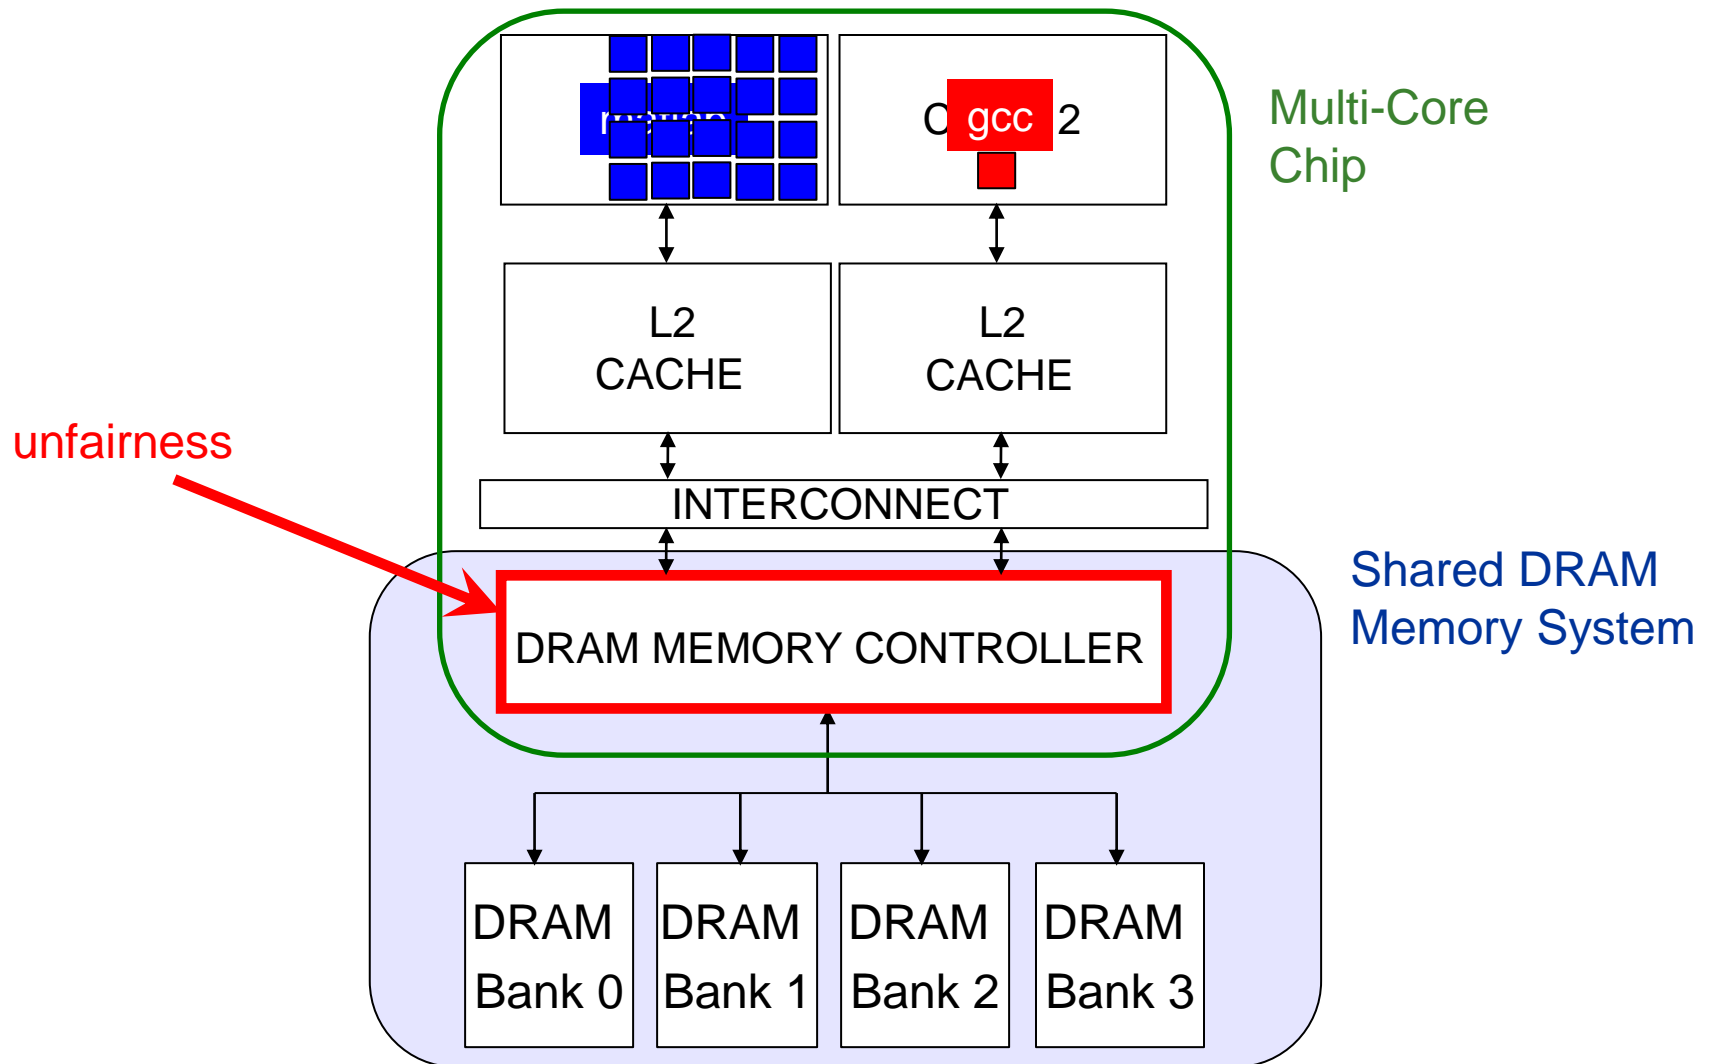 gcc
2
Multi-Core
Chip
L2
CACHE
L2
CACHE
unfairness
INTERCONNECT
Shared DRAM
Memory System
DRAM MEMORY CONTROLLER
DRAM
Bank 0
DRAM
Bank 1
DRAM
Bank 2
DRAM
Bank 3